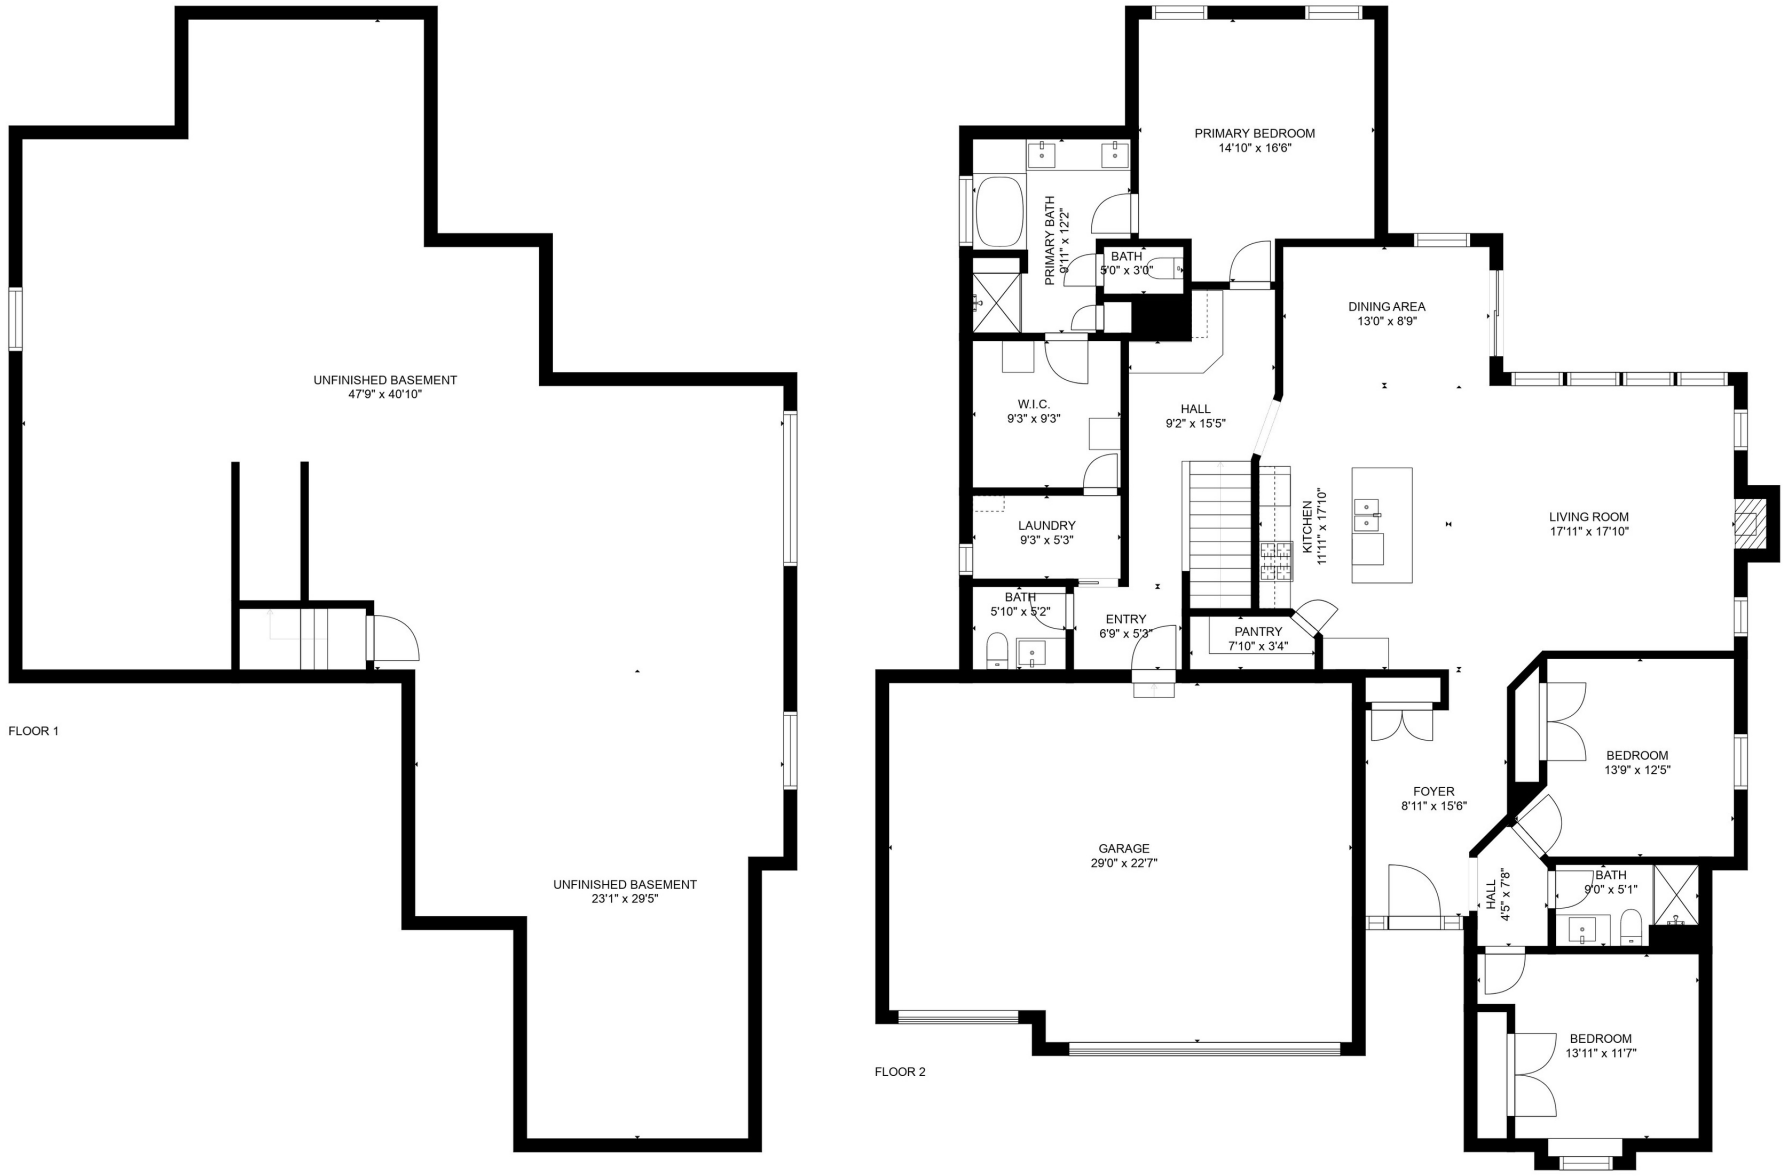 UNFINISHED BASEMENT
47'9" x 40'10"
UNFINISHED BASEMENT
23'1" x 29'5"
FLOOR 1
PRIMARY BEDROOM
14'10" x 16'6"
PRIMARY BATH
9'11" x 12'2"
BATH
5'0" x 3'0"
DINING AREA
13'0" x 8'9"
W.I.C.
9'3" x 9'3"
HALL
9'2" x 15'5"
LAUNDRY
9'3" x 5'3"
KITCHEN
11'11" x 17'10"
LIVING ROOM
17'11" x 17'10"
BATH
5'10" x 5'2"
ENTRY
6'9" x 5'3"
PANTRY
7'10" x 3'4"
BEDROOM
13'9" x 12'5"
FOYER
8'11" x 15'6"
GARAGE
29'0" x 22'7"
HALL
4'5" x 7'8"
BATH
9'0" x 5'1"
BEDROOM
13'11" x 11'7"
FLOOR 2